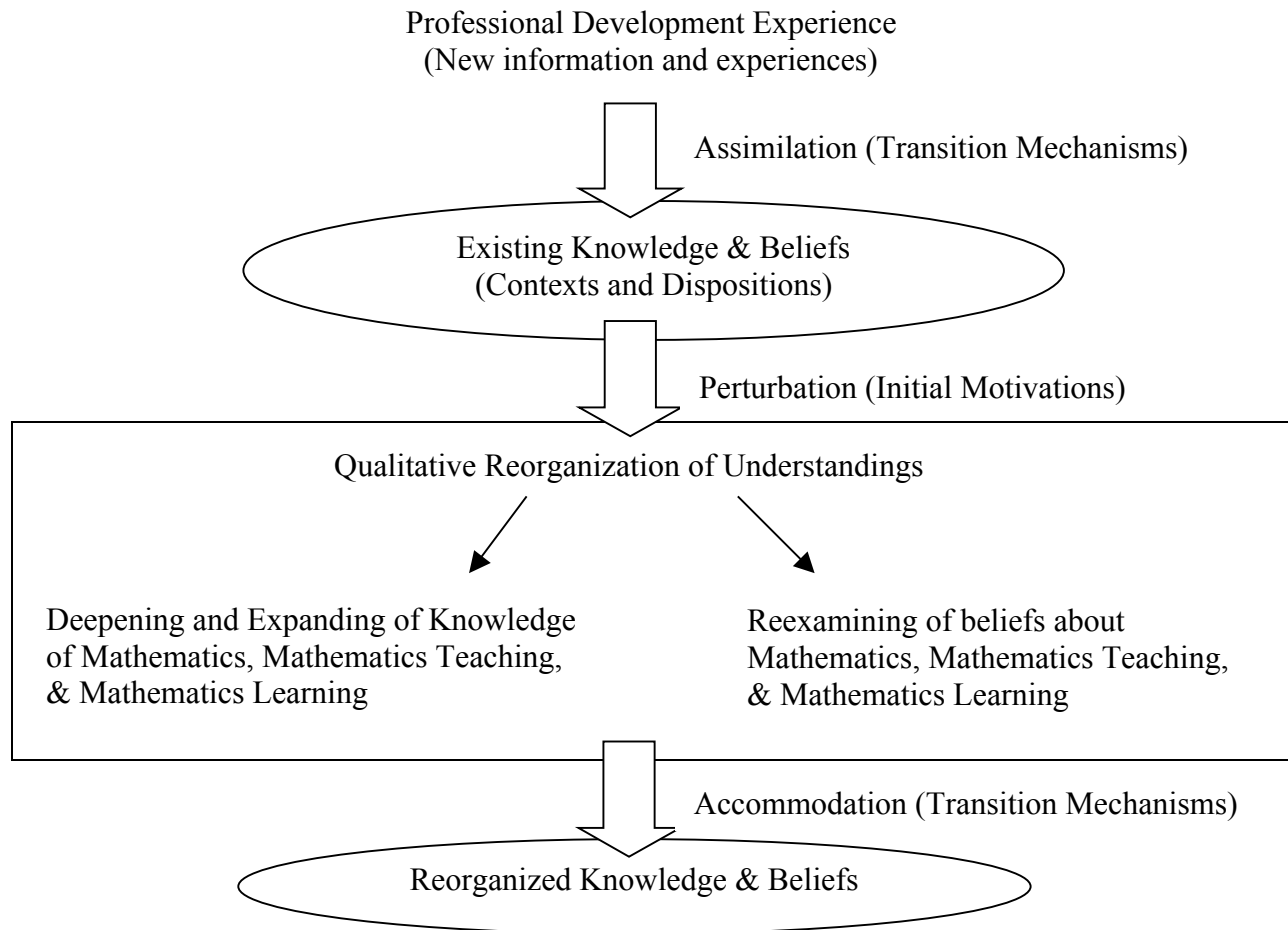 Professional Development Experience
(New information and experiences)
Assimilation (Transition Mechanisms)
Existing Knowledge & Beliefs
(Contexts and Dispositions)
Perturbation (Initial Motivations)
Qualitative Reorganization of Understandings
Deepening and Expanding of Knowledge
of Mathematics, Mathematics Teaching,
& Mathematics Learning
Reexamining of beliefs about
Mathematics, Mathematics Teaching,
& Mathematics Learning
Accommodation (Transition Mechanisms)
Reorganized Knowledge & Beliefs